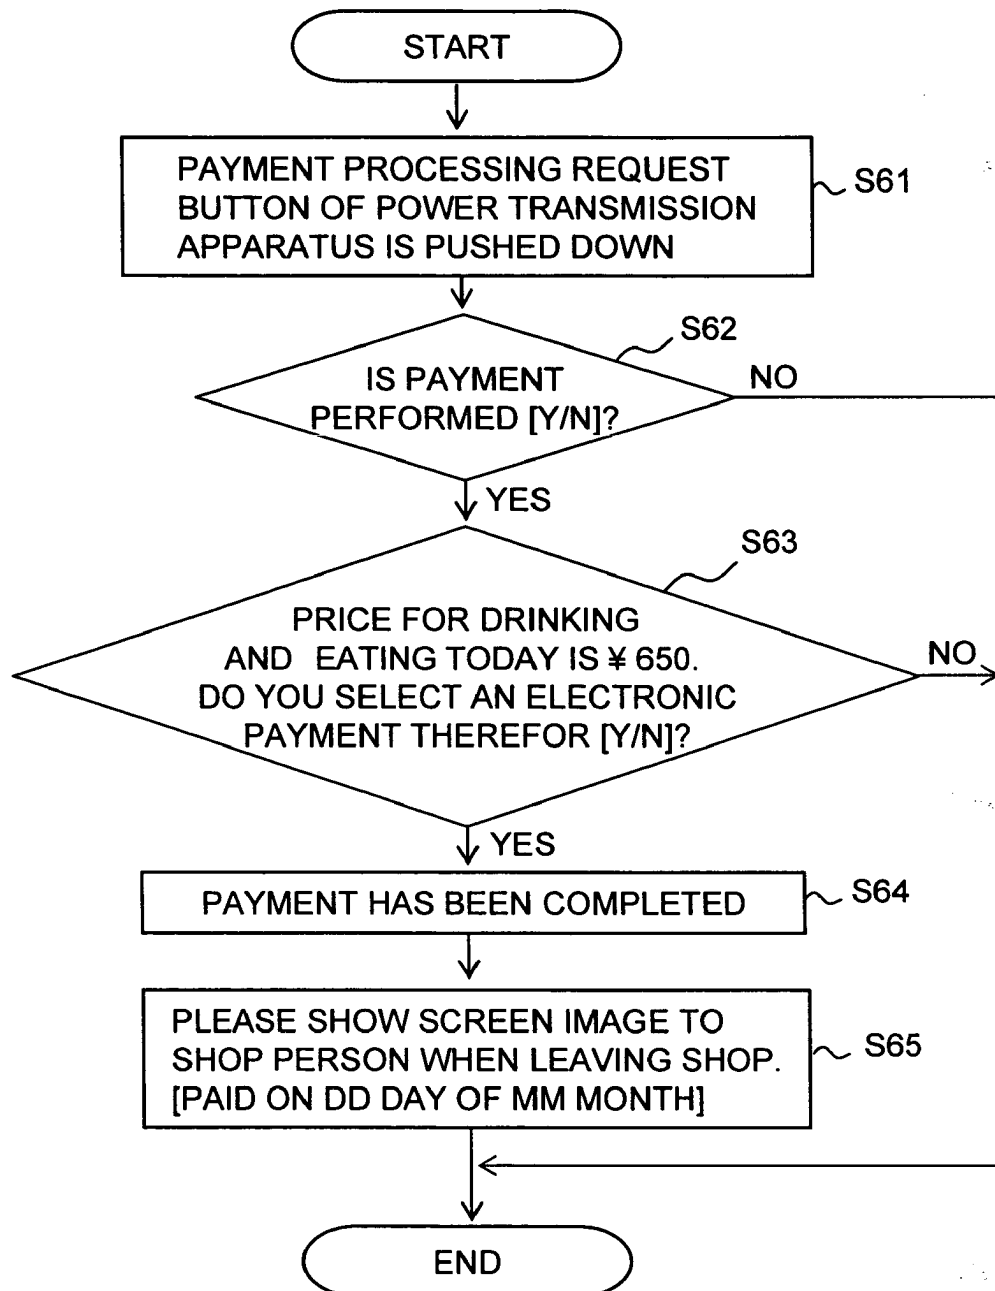 START
PAYMENT PROCESSING REQUEST
BUTTON OF POWER TRANSMISSION
APPARATUS IS PUSHED DOWN
S61
S62
IS PAYMENT
PERFORMED [Y/N]?
NO
YES
S63
PRICE FOR DRINKING
AND EATING TODAY IS ¥ 650.
DO YOU SELECT AN ELECTRONIC
PAYMENT THEREFOR [Y/N]?
NO
YES
PAYMENT HAS BEEN COMPLETED
S64
PLEASE SHOW SCREEN IMAGE TO
SHOP PERSON WHEN LEAVING SHOP.
[PAID ON DD DAY OF MM MONTH]
S65
END